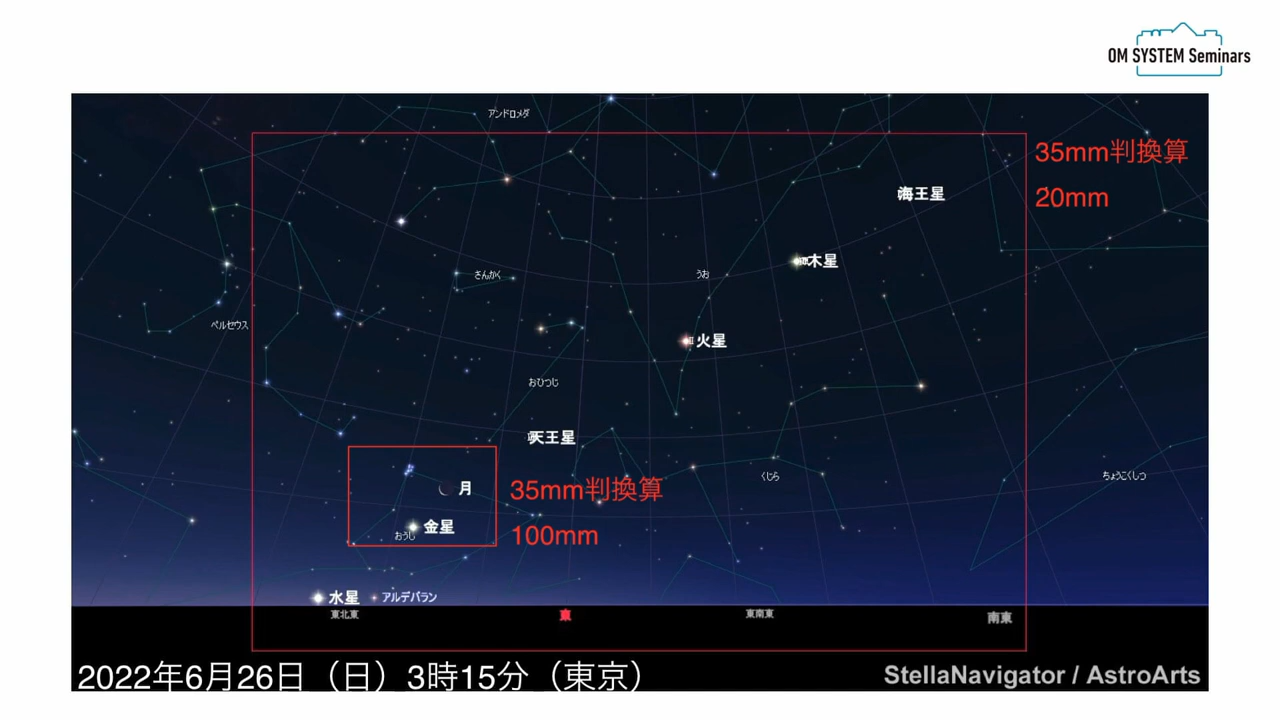 OM SYSTEM Seminars
アンドロメダ
35mm判換算
20mm
海王星
木星
さんかく
うお
ペルセウス
火星
おひつじ
天王星
くじら
ちょうこくしつ
月
35mm判換算
100mm
金星
おうし
水星
アルデバラン
東北東
東
東南東
南東
2022年6月26日（日）3時15分（東京）
StellaNavigator / AstroArts